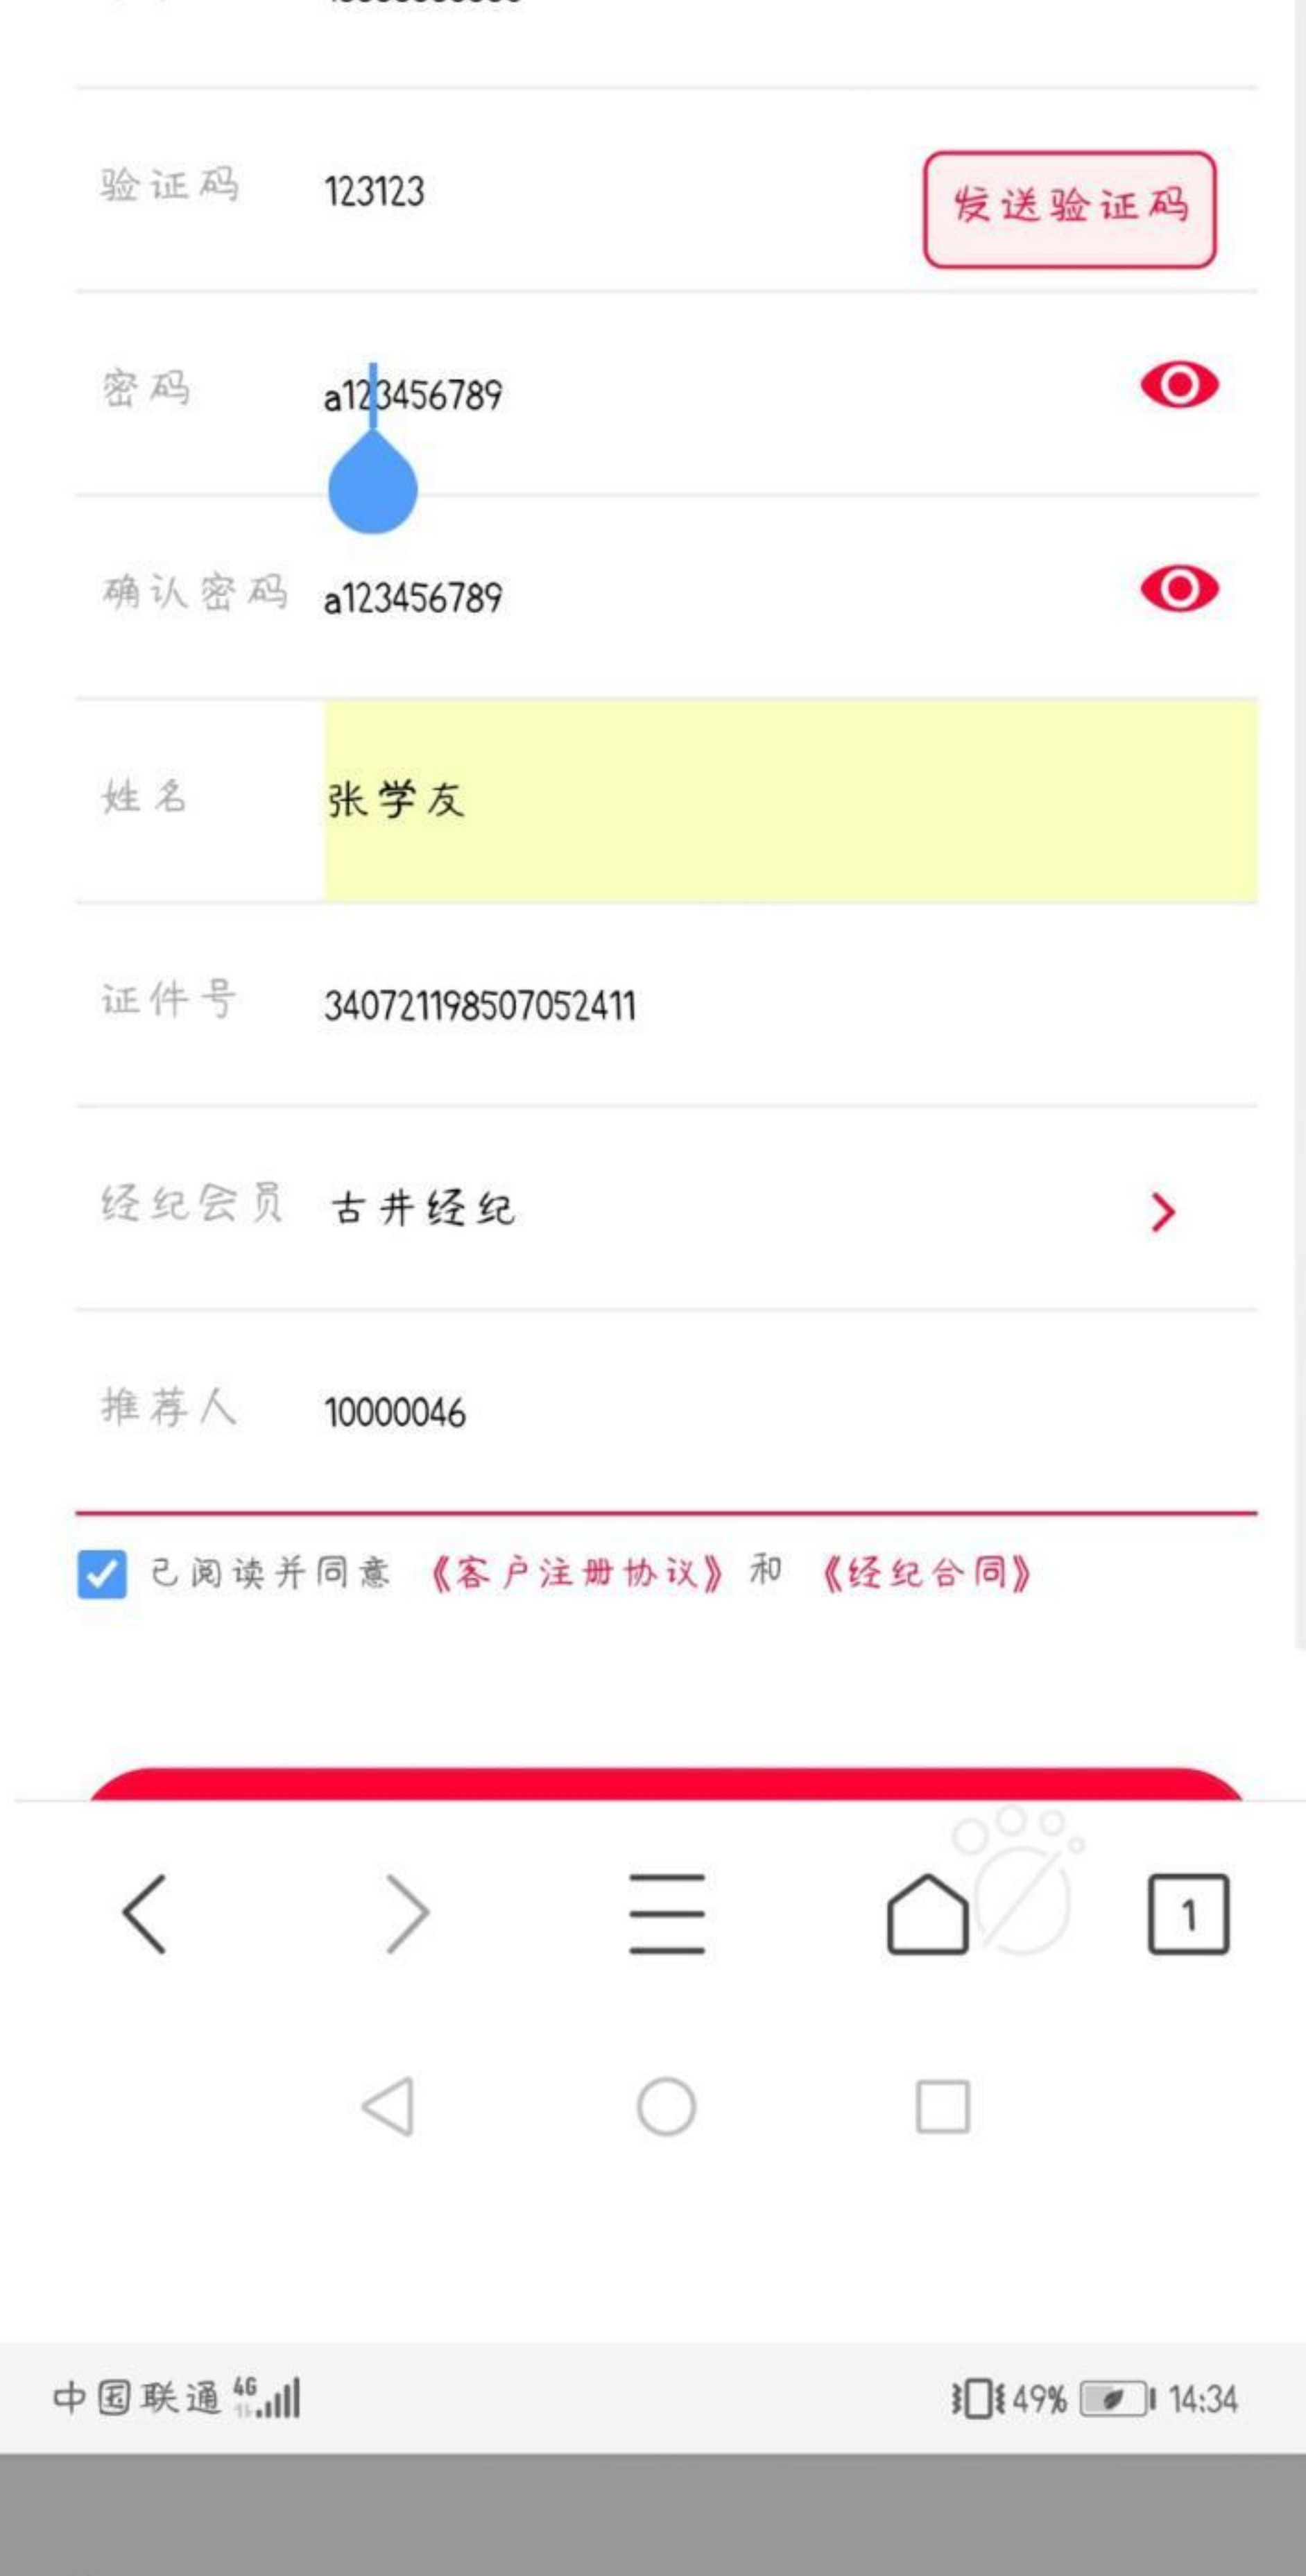 验证码 123123 发送验证码
密码 a123456789
确认密码 a123456789
姓名 张学友
证件号 340721198507052411
经纪会员 古井经纪
推荐人 10000046
已阅读并同意 《客户注册协议》 和 《经纪合同》
1
中国联通 4G 49% 14:34